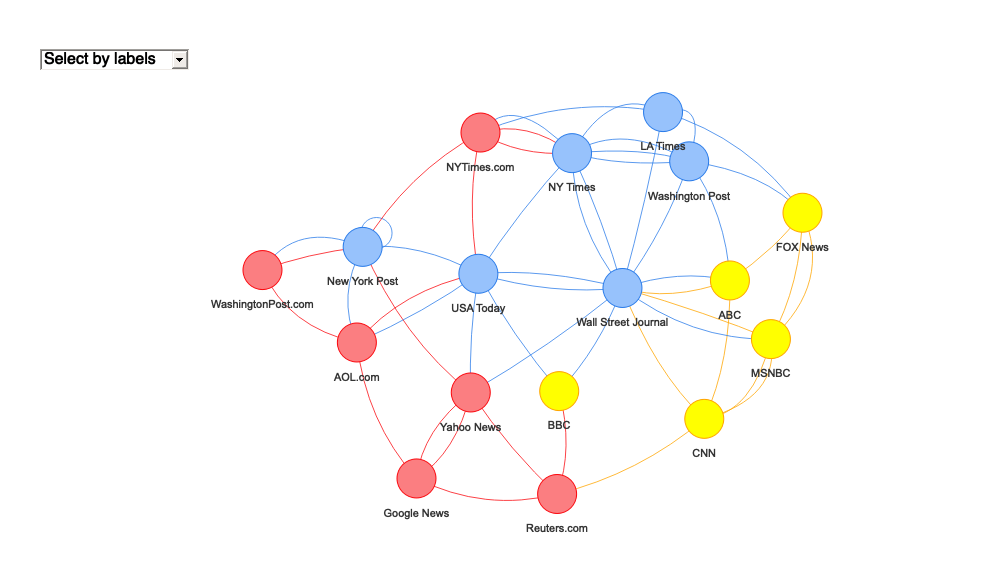 Select by labels
LA Times
NYTimes.com
NY Times
Washington Post
FOX News
New York Post
WashingtonPost.com
USA Today
ABC
Wall Street Journal
MSNBC
AOL.com
Yahoo News
BBC
CNN
Google News
Reuters.com